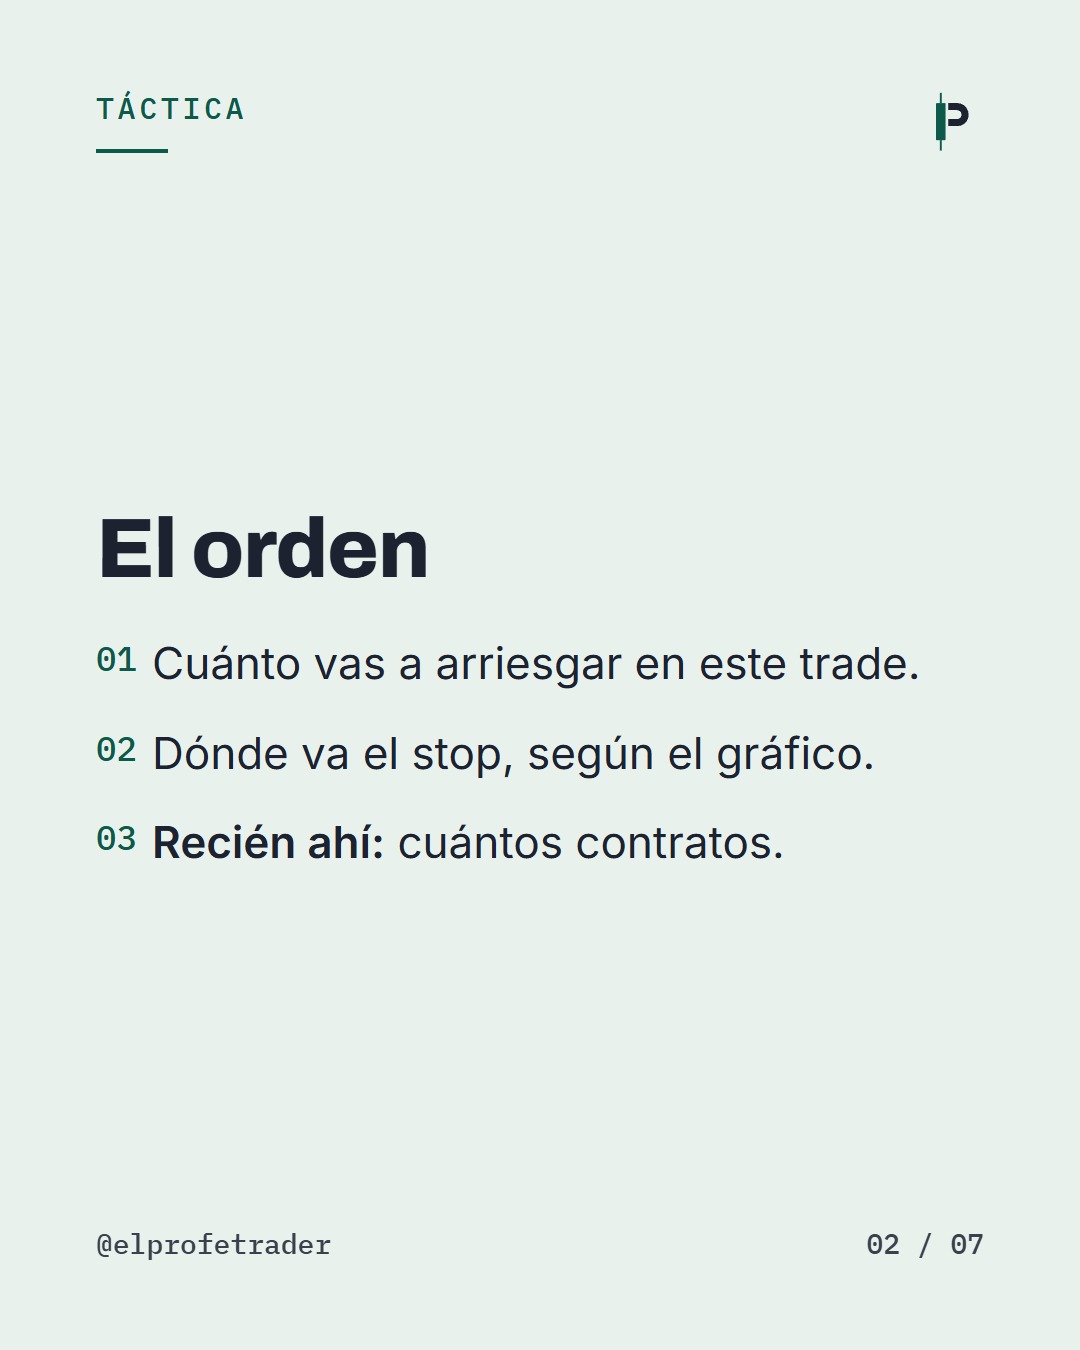 TÁCTICA
El orden
01 Cuánto vas a arriesgar en este trade.
02 Dónde va el stop, según el gráfico.
03 Recién ahí: cuántos contratos.
@elprofetrader
02 / 07